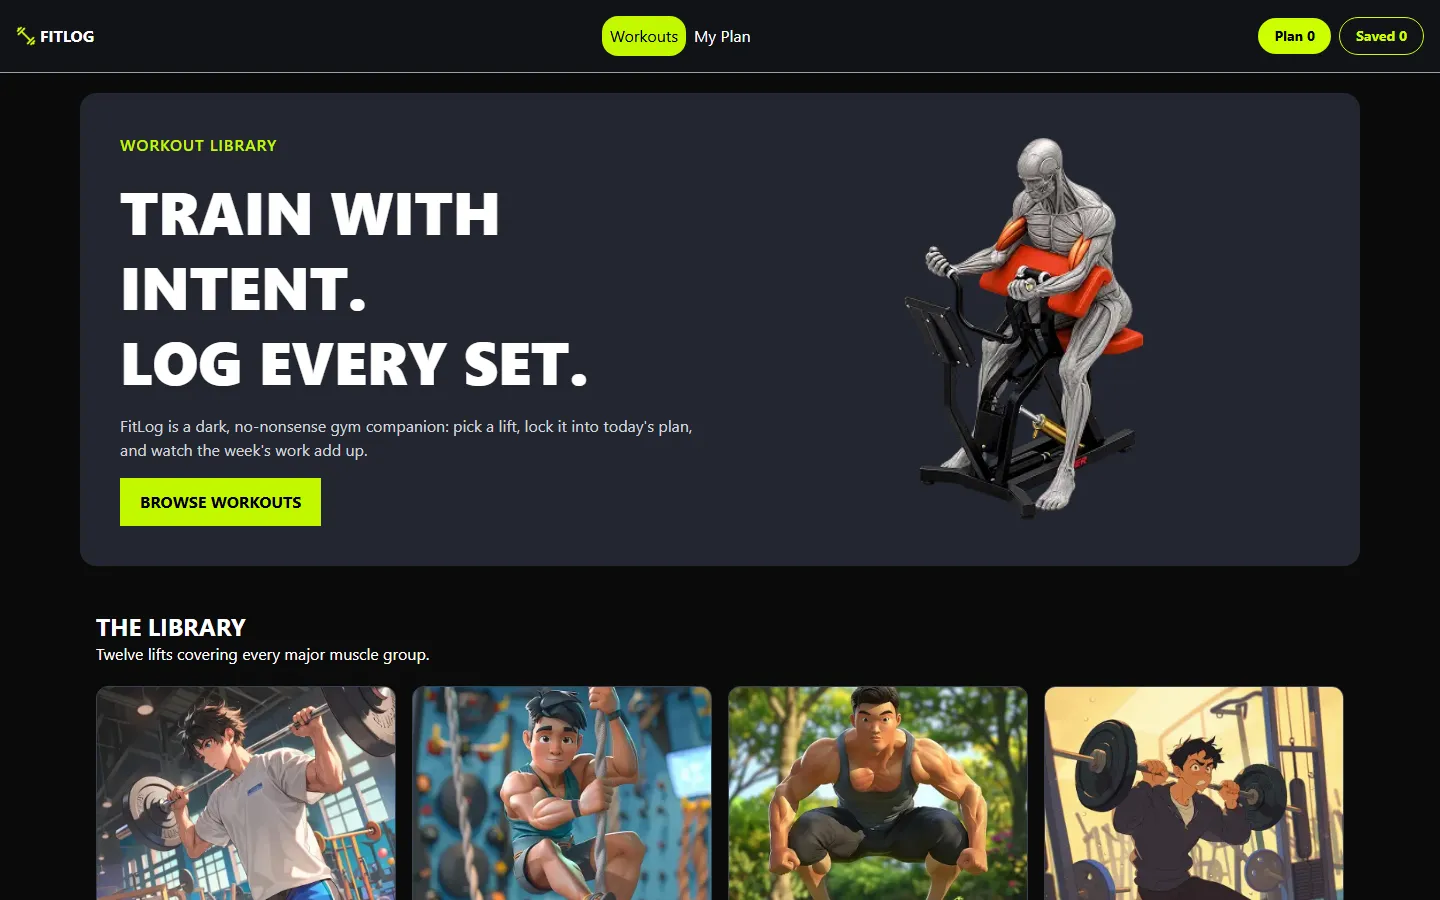 FITLOG
Workouts
My Plan
Plan 0
Saved 0
WORKOUT LIBRARY
TRAIN WITH
INTENT.
LOG EVERY SET.
FitLog is a dark, no-nonsense gym companion: pick a lift, lock it into today's plan,
and watch the week's work add up.
BROWSE WORKOUTS
THE LIBRARY
Twelve lifts covering every major muscle group.